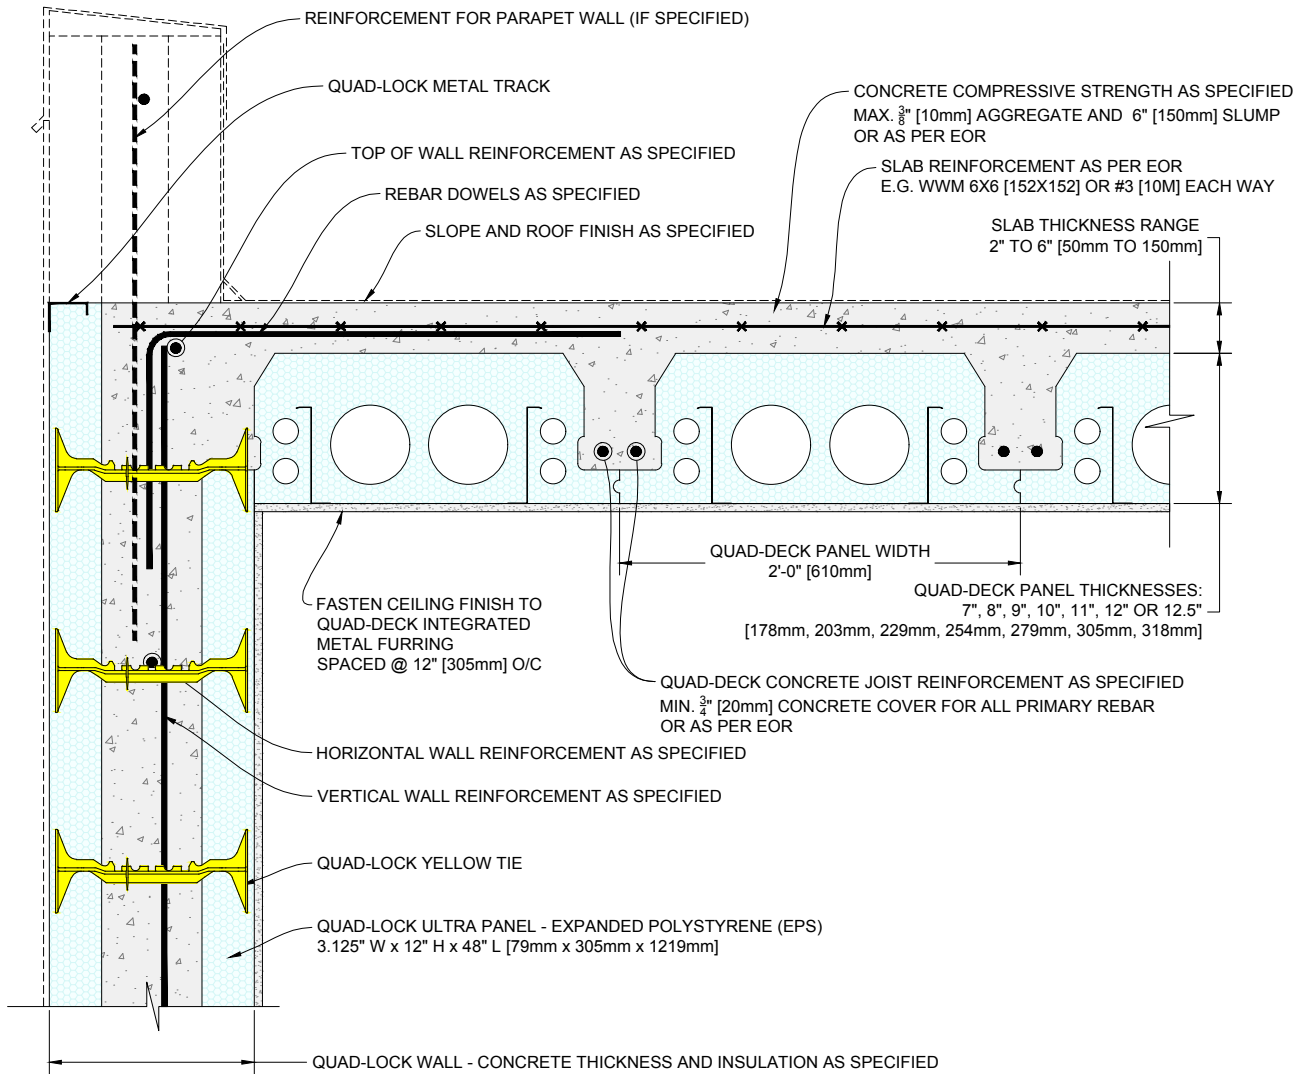 REINFORCEMENT FOR PARAPET WALL (IF SPECIFIED)
QUAD-LOCK METAL TRACK
CONCRETE COMPRESSIVE STRENGTH AS SPECIFIED
MAX. 3/8" [10mm] AGGREGATE AND 6" [150mm] SLUMP
OR AS PER EOR
TOP OF WALL REINFORCEMENT AS SPECIFIED
SLAB REINFORCEMENT AS PER EOR
E.G. WWM 6X6 [152X152] OR #3 [10M] EACH WAY
REBAR DOWELS AS SPECIFIED
SLOPE AND ROOF FINISH AS SPECIFIED
SLAB THICKNESS RANGE
2" TO 6" [50mm TO 150mm]
QUAD-DECK PANEL WIDTH
2'-0" [610mm]
QUAD-DECK PANEL THICKNESSES:
7", 8", 9", 10", 11", 12" OR 12.5"
[178mm, 203mm, 229mm, 254mm, 279mm, 305mm, 318mm]
FASTEN CEILING FINISH TO
QUAD-DECK INTEGRATED
METAL FURRING
SPACED @ 12" [305mm] O/C
QUAD-DECK CONCRETE JOIST REINFORCEMENT AS SPECIFIED
MIN. 3/4" [20mm] CONCRETE COVER FOR ALL PRIMARY REBAR
OR AS PER EOR
HORIZONTAL WALL REINFORCEMENT AS SPECIFIED
VERTICAL WALL REINFORCEMENT AS SPECIFIED
QUAD-LOCK YELLOW TIE
QUAD-LOCK ULTRA PANEL - EXPANDED POLYSTYRENE (EPS)
3.125" W x 12" H x 48" L [79mm x 305mm x 1219mm]
QUAD-LOCK WALL - CONCRETE THICKNESS AND INSULATION AS SPECIFIED